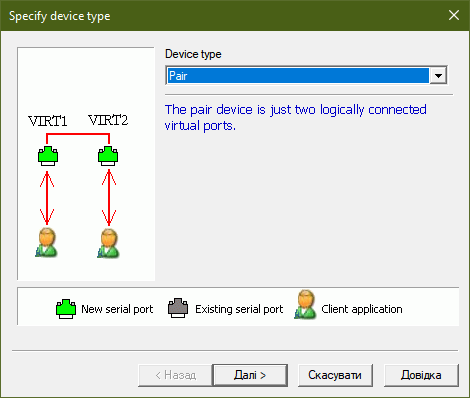 Specify device type
Device type
Pair
The pair device is just two logically connected
virtual ports.
VIRT1 VIRT2
New serial port Existing serial port Client application
< Назад Далі > Скасувати Довідка